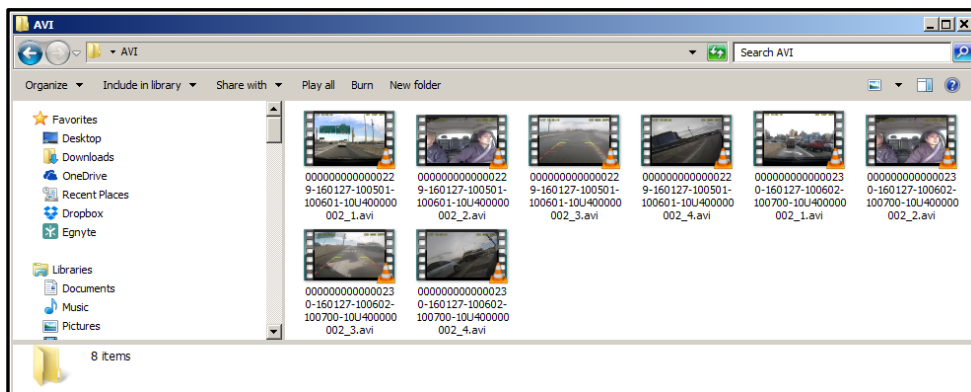 AVI
AVI
Search AVI
Organize Include in library Share with Play all Burn New folder
Favorites
Desktop
Downloads
OneDrive
Recent Places
Dropbox
Egnyte
Libraries
Documents
Music
Pictures
000000000000022
9-160127-100501-
100601-10U400000
002_1.avi
000000000000022
9-160127-100501-
100601-10U400000
002_2.avi
000000000000022
9-160127-100501-
100601-10U400000
002_3.avi
000000000000022
9-160127-100501-
100601-10U400000
002_4.avi
000000000000023
0-160127-100602-
100700-10U400000
002_1.avi
000000000000023
0-160127-100602-
100700-10U400000
002_2.avi
000000000000023
0-160127-100602-
100700-10U400000
002_3.avi
000000000000023
0-160127-100602-
100700-10U400000
002_4.avi
8 items